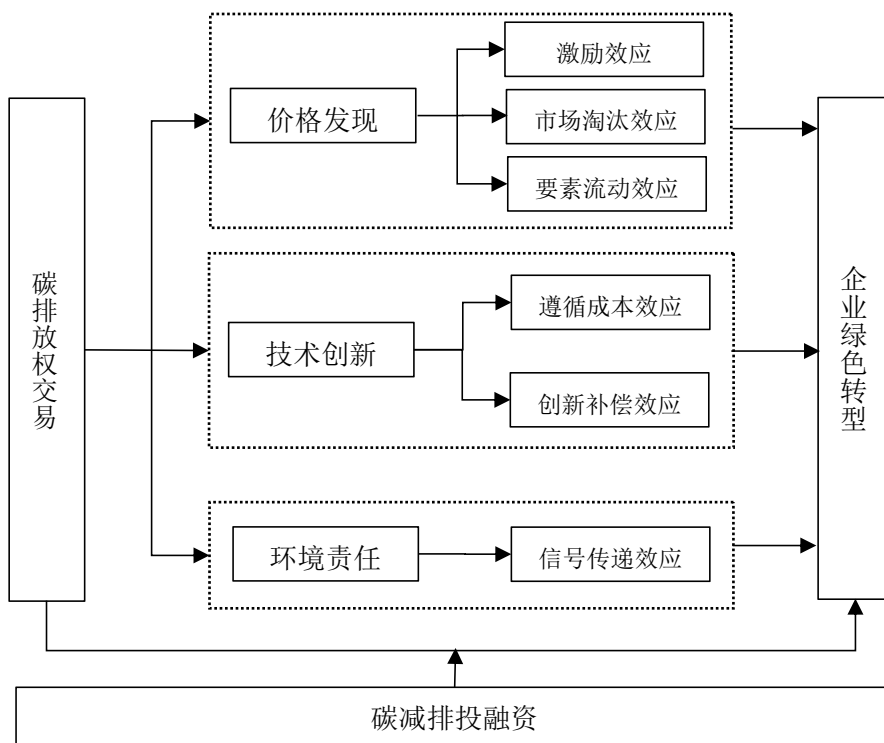 碳排放权交易
价格发现
激励效应
市场淘汰效应
要素流动效应
技术创新
遵循成本效应
创新补偿效应
环境责任
信号传递效应
企业绿色转型
碳减排投融资